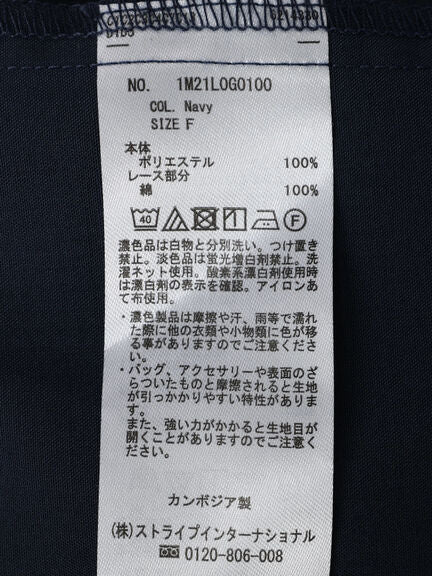 NO. 1M21L0G0100
COL. Navy
SIZE F
本体
ポリエステル 100%
レース部分
綿 100%
40
F
濃色品は白物と分別洗い。つけ置き
禁止。淡色品は蛍光増白剤禁止。洗
濯ネット使用。酸素系漂白剤使用時
は漂白剤の表示を確認。アイロンあ
て布使用。
・濃色製品は摩擦や汗、雨等で濡れ
た際に他の衣類や小物類に色が移
る事がありますのでご注意くださ
い。
・バッグ、アクセサリーや表面のざ
らついたものと摩擦されると生地
が引っかかりやすい特性がありま
す。
また、強い力がかかると生地目が
開くことがありますのでご注意く
ださい。
カンボジア製
(株)ストライプインターナショナル
0120-806-008